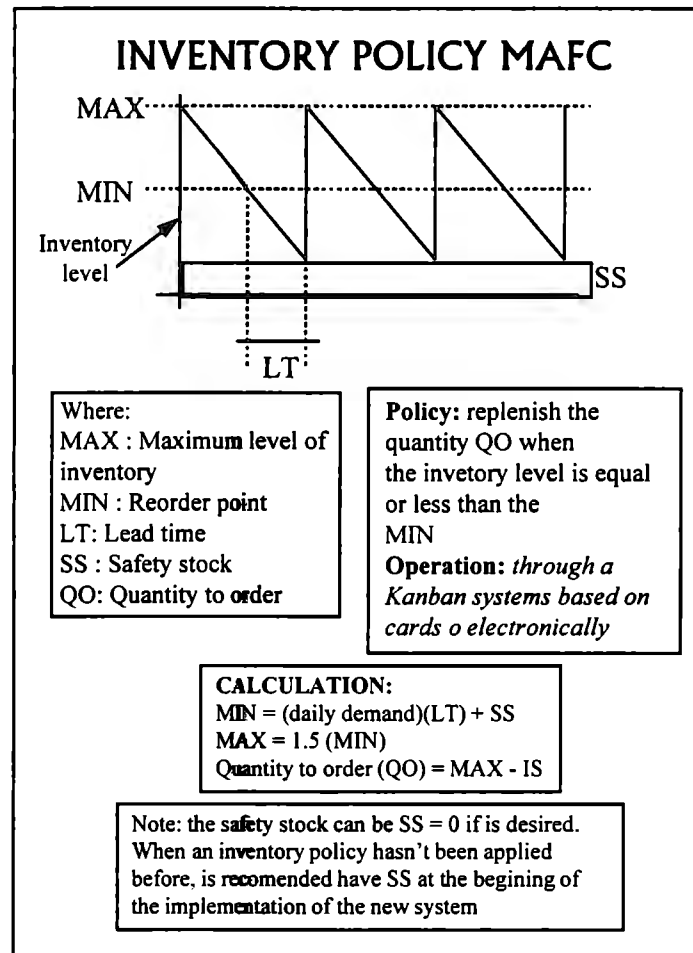 INVENTORY POLICY MAFC
MAX
MIN
Inventory
level
SS
LT
Where:
MAX : Maximum level of
inventory
MIN : Reorder point
LT: Lead time
SS : Safety stock
QO: Quantity to order
Policy: replenish the
quantity QO when
the invetory level is equal
or less than the
MIN
Operation: through a
Kanban systems based on
cards o electronically
CALCULATION:
MIN = (daily demand)(LT) + SS
MAX = 1.5 (MIN)
Quantity to order (QO) = MAX - IS
Note: the safety stock can be SS = 0 if is desired.
When an inventory policy hasn't been applied
before, is recomended have SS at the begining of
the implementation of the new system